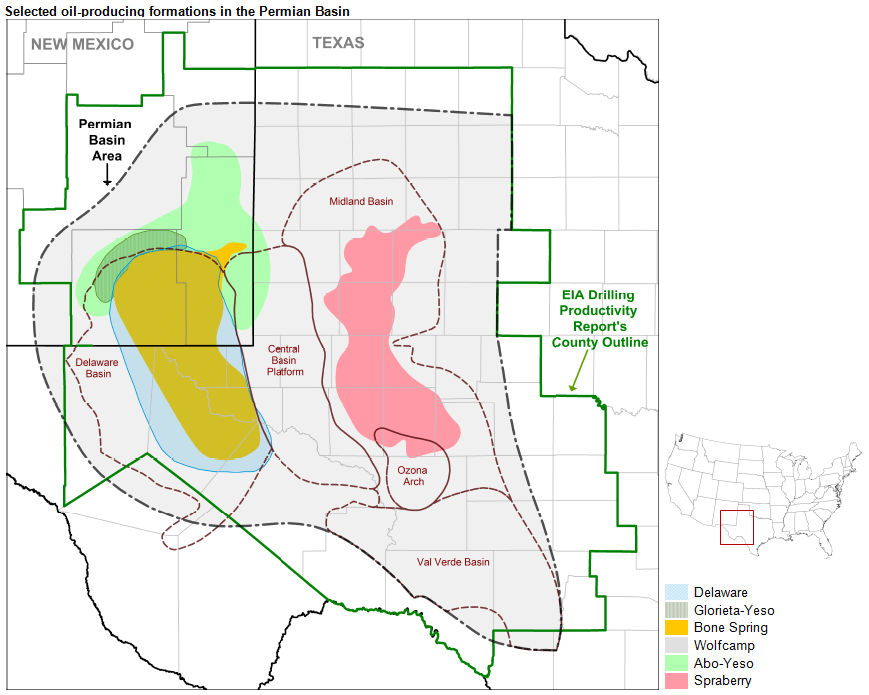 Selected oil-producing formations in the Permian Basin
NEW MEXICO
TEXAS
Permian
Basin
Area
Midland Basin
EIA Drilling
Productivity
Report's
County Outline
Delaware
Basin
Central
Basin
Platform
Ozona
Arch
Val Verde Basin
Delaware
Glorieta-Yeso
Bone Spring
Wolfcamp
Abo-Yeso
Spraberry